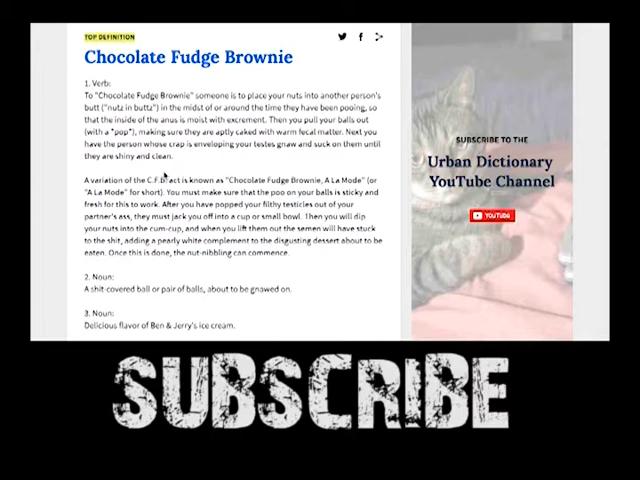 TOP DEFINITION
Chocolate Fudge Brownie
1. Verb:
To "Chocolate Fudge Brownie" someone is to place your nuts into another person's
butt ("nutz in buttz") in the midst of or around the time they have been pooing, so
that the inside of the anus is moist with excrement. Then you pull your balls out
(with a *pop*), making sure they are aptly caked with warm fecal matter. Next you
have the person whose crap is enveloping your testes gnaw and suck on them until
they are shiny and clean.
A variation of the C.F.B. act is known as "Chocolate Fudge Brownie, A La Mode" (or
"A La Mode" for short). You must make sure that the poo on your balls is sticky and
fresh for this to work. After you have popped your filthy testicles out of your
partner's ass, they must jack you off into a cup or small bowl. Then you will dip
your nuts into the cum-cup, and when you lift them out the semen will have stuck
to the shit, adding a pearly white complement to the disgusting dessert about to be
eaten. Once this is done, the nut-nibbling can commence.
2. Noun:
A shit-covered ball or pair of balls, about to be gnawed on.
3. Noun:
Delicious flavor of Ben & Jerry's ice cream.
SUBSCRIBE TO THE
Urban Dictionary
YouTube Channel
YouTube
SUBSCRIBE